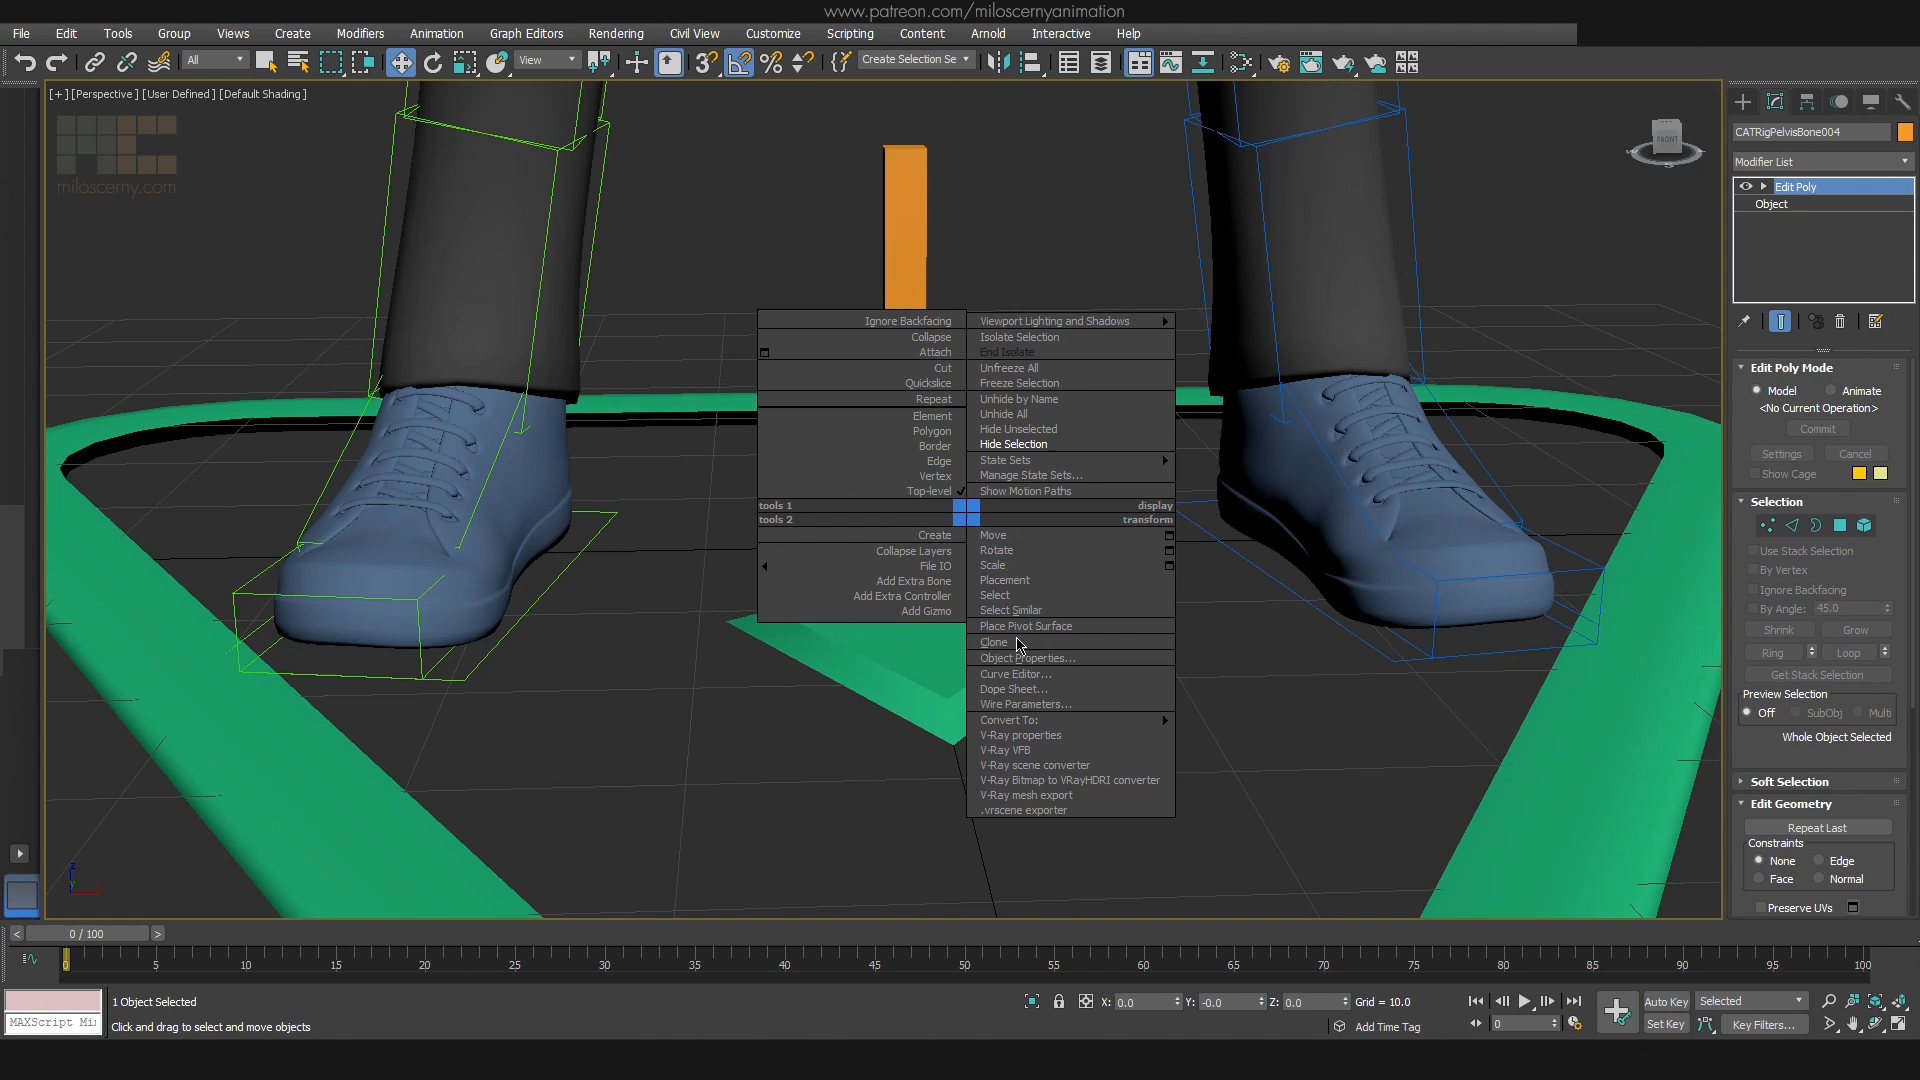 www.patreon.com/miloscernyanimation
File Edit Tools Group Views Create Modifiers Animation Graph Editors Rendering Civil View Customize Scripting Content Arnold Interactive Help
All View Create Selection Se
[+] [Perspective] [User Defined] [Default Shading]
miloscerny.com
FRONT
CATRigPelvisBone004
Modifier List
Edit Poly
Object
Ignore Backfacing
Collapse
Attach
Cut
Quickslice
Repeat
Element
Polygon
Border
Edge
Vertex
Top-level
tools 1
tools 2
Create
Collapse Layers
File IO
Add Extra Bone
Add Extra Controller
Add Gizmo
Viewport Lighting and Shadows
Isolate Selection
End Isolate
Unfreeze All
Freeze Selection
Unhide by Name
Unhide All
Hide Unselected
Hide Selection
State Sets
Manage State Sets...
Show Motion Paths
display
transform
Move
Rotate
Scale
Placement
Select
Select Similar
Place Pivot Surface
Clone
Object Properties...
Curve Editor...
Dope Sheet...
Wire Parameters...
Convert To:
V-Ray properties
V-Ray VFB
V-Ray scene converter
V-Ray Bitmap to VRayHDRI converter
V-Ray mesh export
.vrscene exporter
Edit Poly Mode
Model Animate
<No Current Operation>
Commit
Settings Cancel
Show Cage
Selection
Use Stack Selection
By Vertex
Ignore Backfacing
By Angle: 45.0
Shrink Grow
Ring Loop
Get Stack Selection
Preview Selection
Off SubObj Multi
Whole Object Selected
Soft Selection
Edit Geometry
Repeat Last
Constraints
None Edge
Face Normal
Preserve UVs
z
y
< 0 / 100 >
0 5 10 15 20 25 30 35 40 45 50 55 60 65 70 75 80 85 90 95 100
1 Object Selected
X: 0.0 Y: -0.0 Z: 0.0 Grid = 10.0
Auto Key Selected
MAXScript Mi
Click and drag to select and move objects
Add Time Tag
0
Set Key Key Filters...